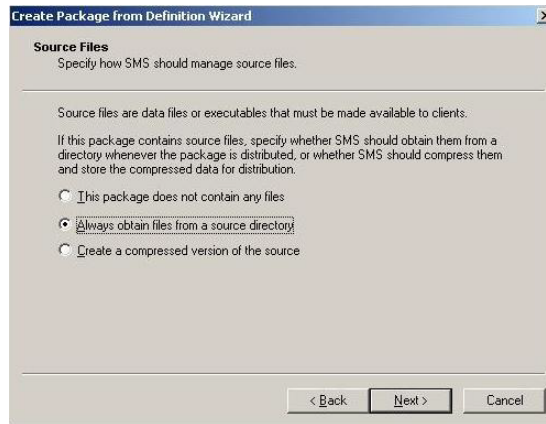 Create Package from Definition Wizard
Source Files
Specify how SMS should manage source files.
Source files are data files or executables that must be made available to clients.
If this package contains source files, specify whether SMS should obtain them from a
directory whenever the package is distributed, or whether SMS should compress them
and store the compressed data for distribution.
This package does not contain any files
Always obtain files from a source directory
Create a compressed version of the source
< Back Next > Cancel